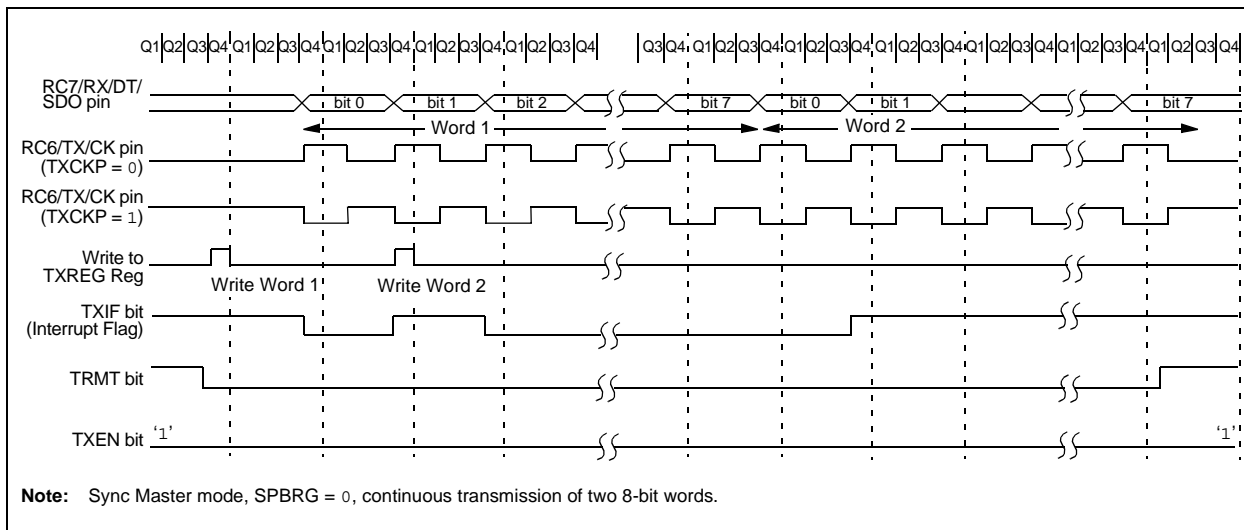 Q1 Q2 Q3 Q4 Q1 Q2 Q3 Q4 Q1 Q2 Q3 Q4 Q1 Q2 Q3 Q4 Q1 Q2 Q3 Q4 Q3 Q4 Q1 Q2 Q3 Q4 Q1 Q2 Q3 Q4 Q1 Q2 Q3 Q4 Q1 Q2 Q3 Q4 Q1 Q2 Q3 Q4 Q1 Q2 Q3 Q4
RC7/RX/DT/
SDO pin
bit 0 bit 1 bit 2 bit 7 bit 0 bit 1 bit 7
Word 1 Word 2
RC6/TX/CK pin
(TXCKP = 0)
RC6/TX/CK pin
(TXCKP = 1)
Write to
TXREG Reg
Write Word 1 Write Word 2
TXIF bit
(Interrupt Flag)
TRMT bit
TXEN bit '1' '1'
Note: Sync Master mode, SPBRG = 0, continuous transmission of two 8-bit words.